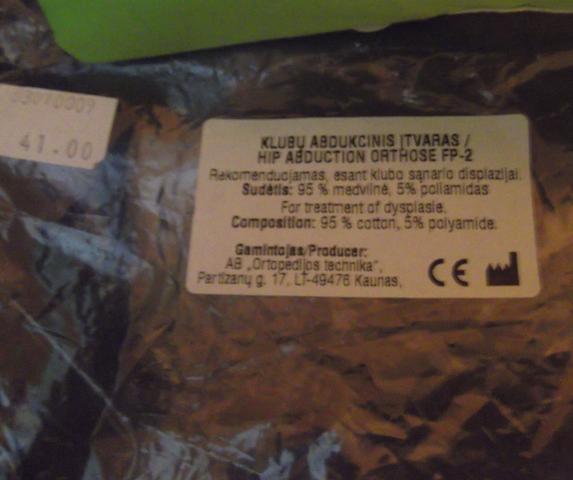 03010009
41.00
KLUBŲ ABDUKCINIS ĮTVARAS /
HIP ABDUCTION ORTHOSE FP-2
Rekomenduojamas, esant klubo sąnario displazijai.
Sudėtis: 95 % medvilnė, 5% poliamidas
For treatment of dysplasie.
Composition: 95 % cotton, 5% polyamide.
Gamintojas/Producer:
AB „Ortopedijos technika",
Partizanų g. 17, LT-49476 Kaunas,
CE